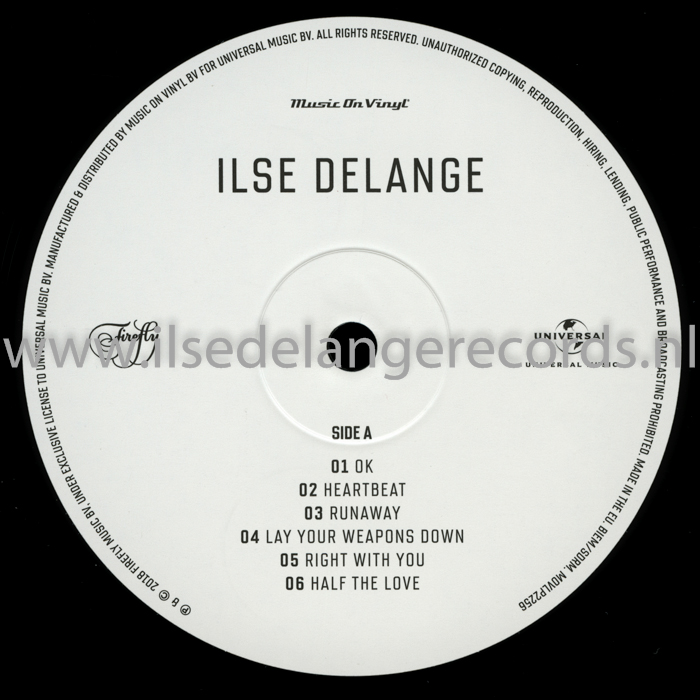 ℗ & © 2018 FIREFLY MUSIC BV, UNDER EXCLUSIVE LICENSE TO UNIVERSAL MUSIC BV. MANUFACTURED & DISTRIBUTED BY MUSIC ON VINYL BV FOR UNIVERSAL MUSIC BV. ALL RIGHTS RESERVED. UNAUTHORIZED COPYING, REPRODUCTION, HIRING, LENDING, PUBLIC PERFORMANCE AND BROADCASTING PROHIBITED. MADE IN THE EU. BIEM/SDRM, MOVLP2256
Music On Vinyl
ILSE DELANGE
Firefly
UNIVERSAL
UNIVERSAL MUSIC
www.ilsedelangerecords.nl
SIDE A
01 OK
02 HEARTBEAT
03 RUNAWAY
04 LAY YOUR WEAPONS DOWN
05 RIGHT WITH YOU
06 HALF THE LOVE